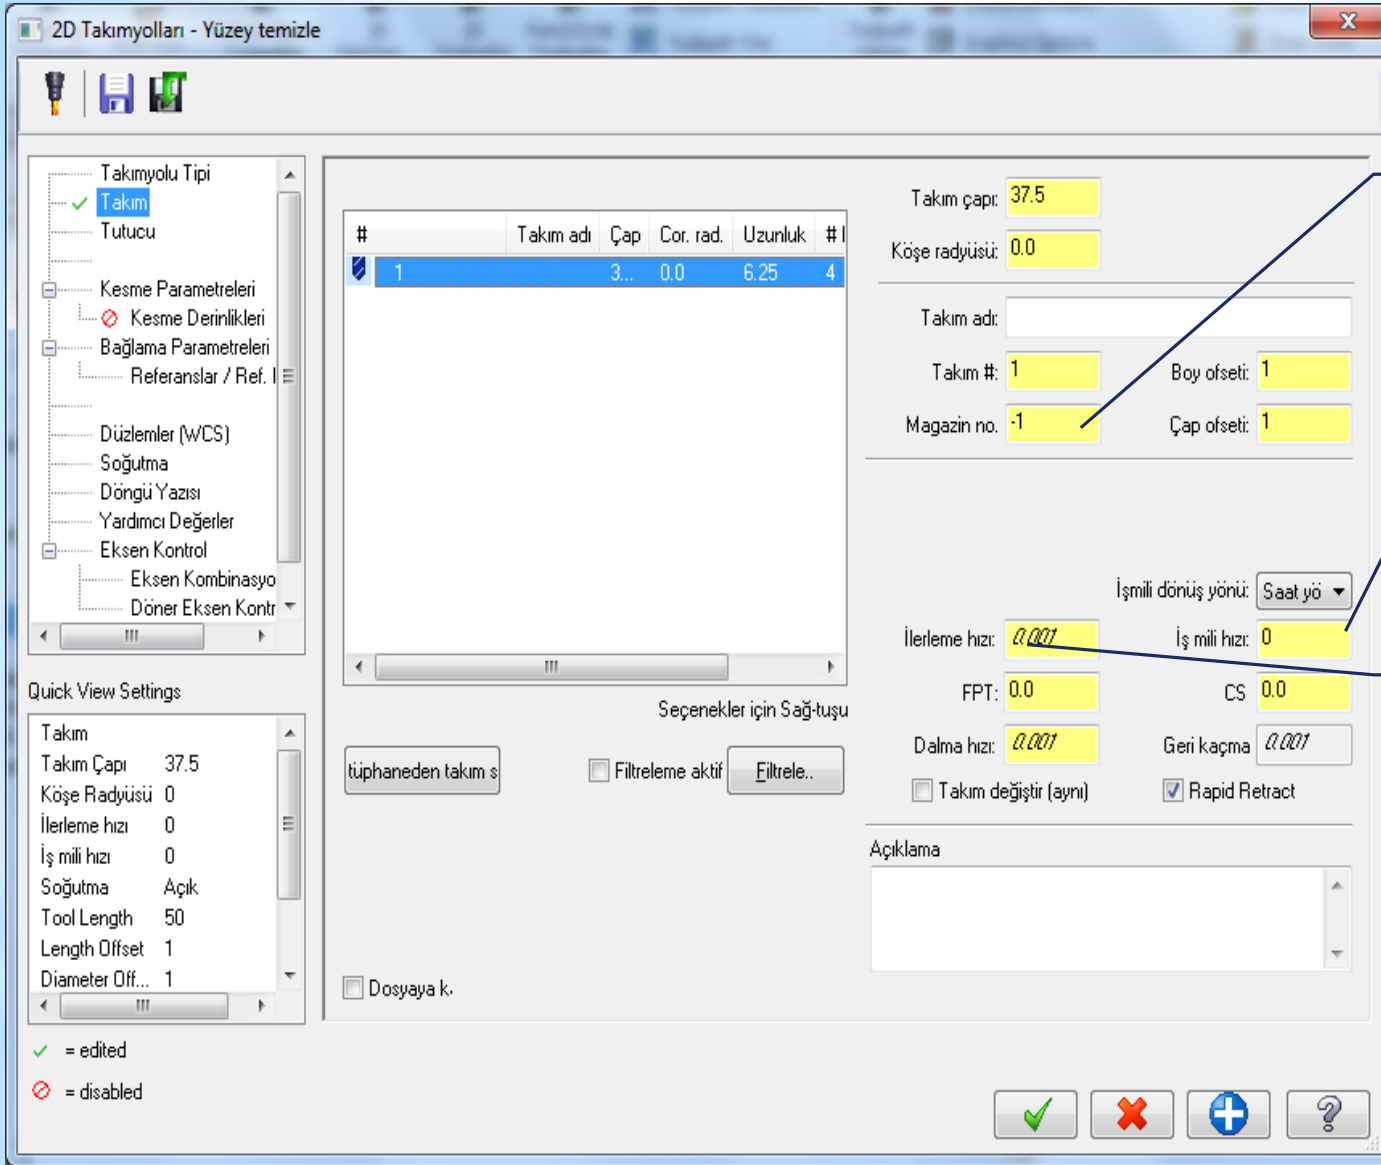 2D Takımyolları - Yüzey temizle
Takımyolu Tipi
Takım
Tutucu
Kesme Parametreleri
Kesme Derinlikleri
Bağlama Parametreleri
Referanslar / Ref. I
Düzlemler (WCS)
Soğutma
Döngü Yazısı
Yardımcı Değerler
Eksen Kontrol
Eksen Kombinasyo
Döner Eksen Kontr
Quick View Settings
Takım
Takım Çapı 37.5
Köşe Radyüsü 0
İlerleme hızı 0
İş mili hızı 0
Soğutma Açık
Tool Length 50
Length Offset 1
Diameter Off... 1
= edited
= disabled
# Takım adı Çap Cor. rad. Uzunluk # I
1 3... 0.0 6.25 4
Seçenekler için Sağ-tuşu
tüphaneden takım s
Filtreleme aktif
Filtrele..
Dosyaya k.
Takım çapı: 37.5
Köşe radyüsü: 0.0
Takım adı:
Takım #: 1 Boy ofseti: 1
Magazin no. -1 Çap ofseti: 1
İşmili dönüş yönü: Saat yö
İlerleme hızı: 0.001 İş mili hızı: 0
FPT: 0.0 CS 0.0
Dalma hızı: 0.001 Geri kaçma 0.001
Takım değiştir (aynı) Rapid Retract
Açıklama